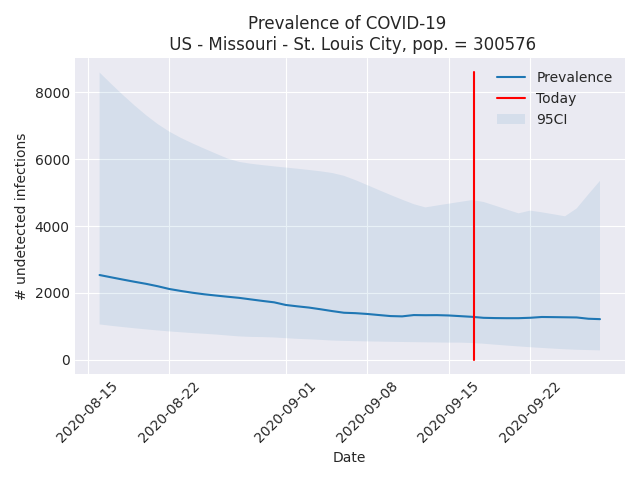 Prevalence of COVID-19
US - Missouri - St. Louis City, pop. = 300576
Prevalence
Today
95CI
8000
6000
4000
2000
0
# undetected infections
2020-08-15
2020-08-22
2020-09-01
2020-09-08
2020-09-15
2020-09-22
Date